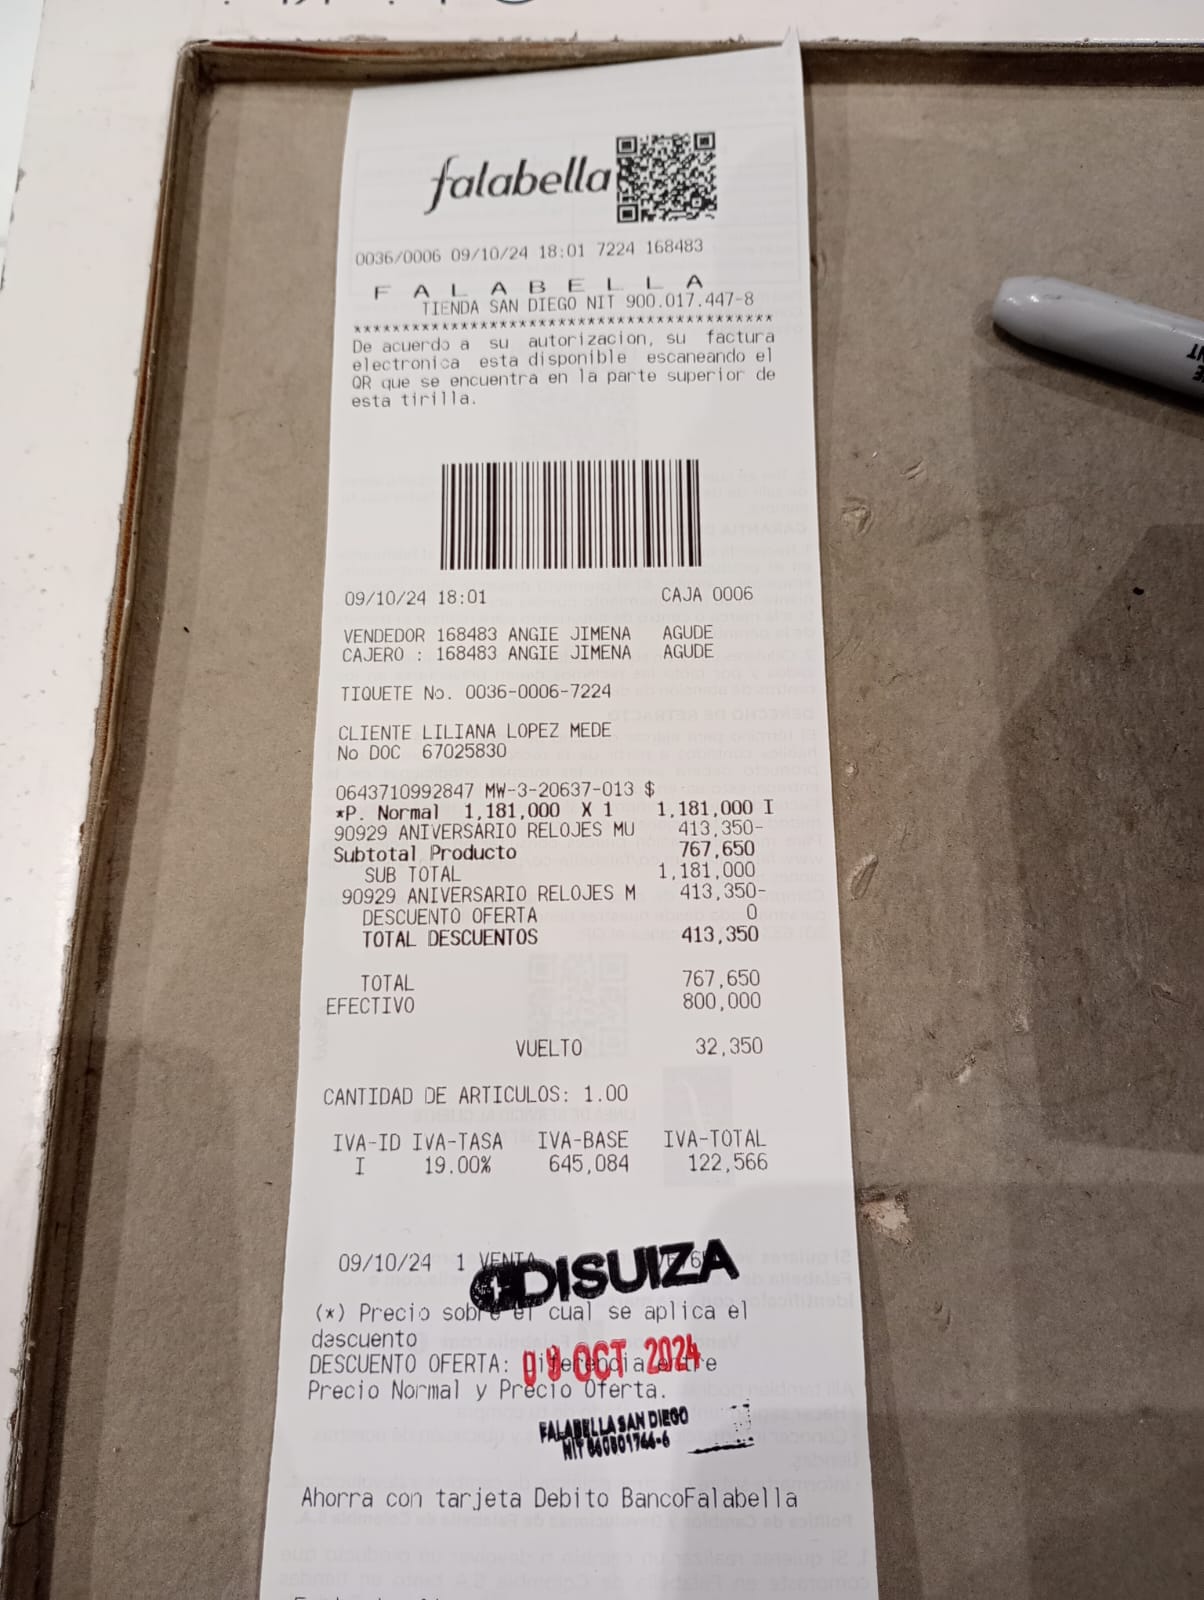 falabella
0036/0006 09/10/24 18:01 7224 168483
F A L A B E L L A
TIENDA SAN DIEGO NIT 900.017.447-8
********************************************
De acuerdo a su autorizacion, su factura
electronica esta disponible escaneando el
QR que se encuentra en la parte superior de
esta tirilla.
09/10/24 18:01 CAJA 0006
VENDEDOR 168483 ANGIE JIMENA AGUDE
CAJERO : 168483 ANGIE JIMENA AGUDE
TIQUETE No. 0036-0006-7224
CLIENTE LILIANA LOPEZ MEDE
No DOC 67025830
0643710992847 MW-3-20637-013 $
*P. Normal 1,181,000 X 1 1,181,000 I
90929 ANIVERSARIO RELOJES MU 413,350-
Subtotal Producto 767,650
SUB TOTAL 1,181,000
90929 ANIVERSARIO RELOJES M 413,350-
DESCUENTO OFERTA 0
TOTAL DESCUENTOS 413,350
TOTAL 767,650
EFECTIVO 800,000
VUELTO 32,350
CANTIDAD DE ARTICULOS: 1.00
IVA-ID IVA-TASA IVA-BASE IVA-TOTAL
I 19.00% 645,084 122,566
09/10/24 1 VENTA
DISUIZA
(*) Precio sobre el cual se aplica el
descuento
DESCUENTO OFERTA: Diferencia entre
09 OCT 2024
Precio Normal y Precio Oferta.
FALABELLA SAN DIEGO
NIT 860801764-6
Ahorra con tarjeta Debito BancoFalabella